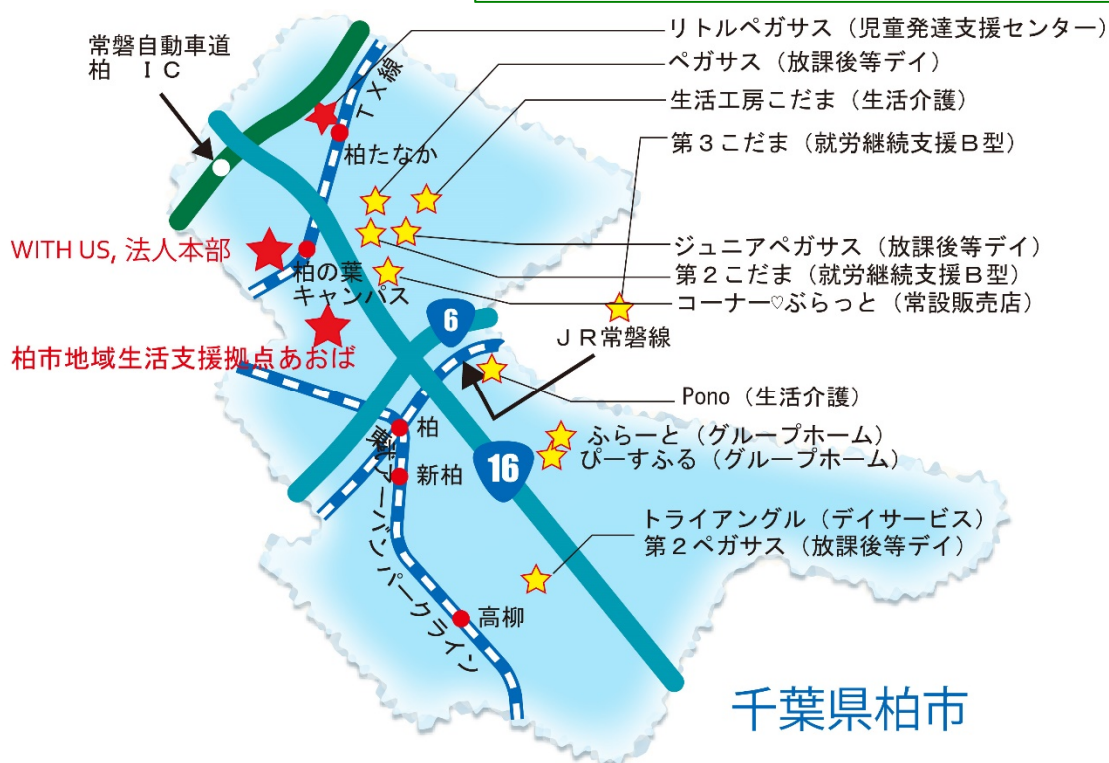 常磐自動車道
柏　ＩＣ
ＴＸ線
リトルペガサス（児童発達支援センター）
ペガサス（放課後等デイ）
生活工房こだま（生活介護）
第３こだま（就労継続支援Ｂ型）
柏たなか
WITH US, 法人本部
柏の葉
キャンパス
ジュニアペガサス（放課後等デイ）
第２こだま（就労継続支援Ｂ型）
コーナー♡ぶらっと（常設販売店）
6
ＪＲ常磐線
柏市地域生活支援拠点あおば
Pono（生活介護）
柏
ふらーと（グループホーム）
ぴーすふる（グループホーム）
16
新柏
東武アーバンパークライン
トライアングル（デイサービス）
第２ペガサス（放課後等デイ）
高柳
千葉県柏市